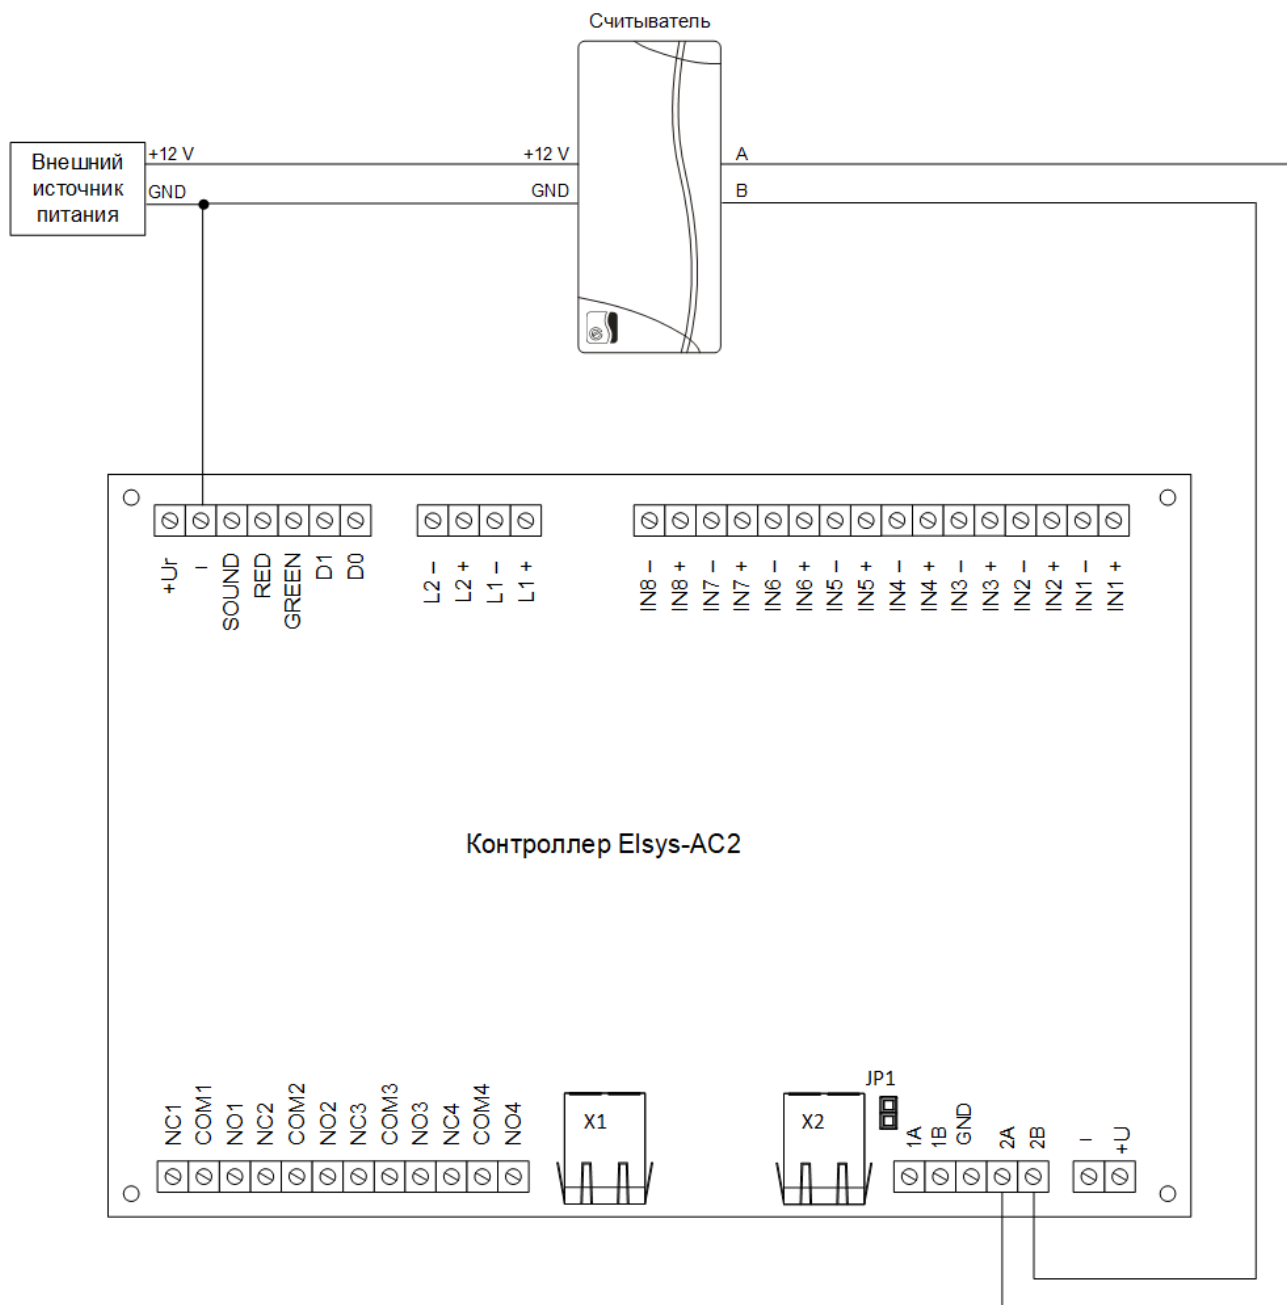 Считыватель
Внешний
источник
питания
+12 V
GND
+12 V
GND
A
B
+Ur
–
SOUND
RED
GREEN
D1
D0
L2 –
L2 +
L1 –
L1 +
IN8 –
IN8 +
IN7 –
IN7 +
IN6 –
IN6 +
IN5 –
IN5 +
IN4 –
IN4 +
IN3 –
IN3 +
IN2 –
IN2 +
IN1 –
IN1 +
Контроллер Elsys-AC2
NC1
COM1
NO1
NC2
COM2
NO2
NC3
COM3
NO3
NC4
COM4
NO4
X1
X2
JP1
1A
1B
GND
2A
2B
–
+U